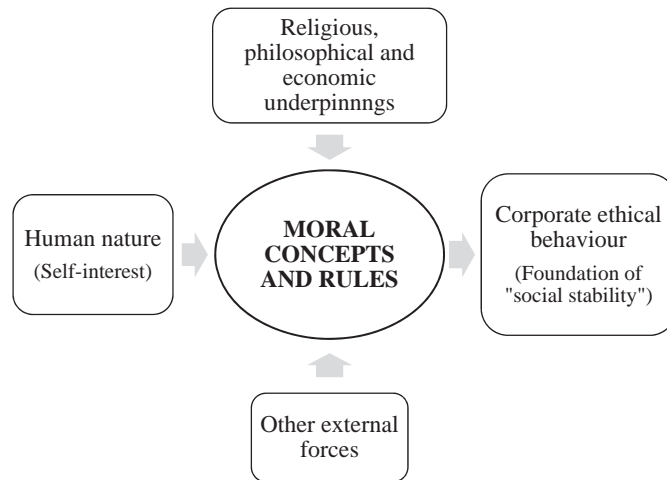 Religious,
philosophical and
economic
underpinnngs
Human nature
(Self-interest)
MORAL
CONCEPTS
AND RULES
Corporate ethical
behaviour
(Foundation of
"social stability")
Other external
forces